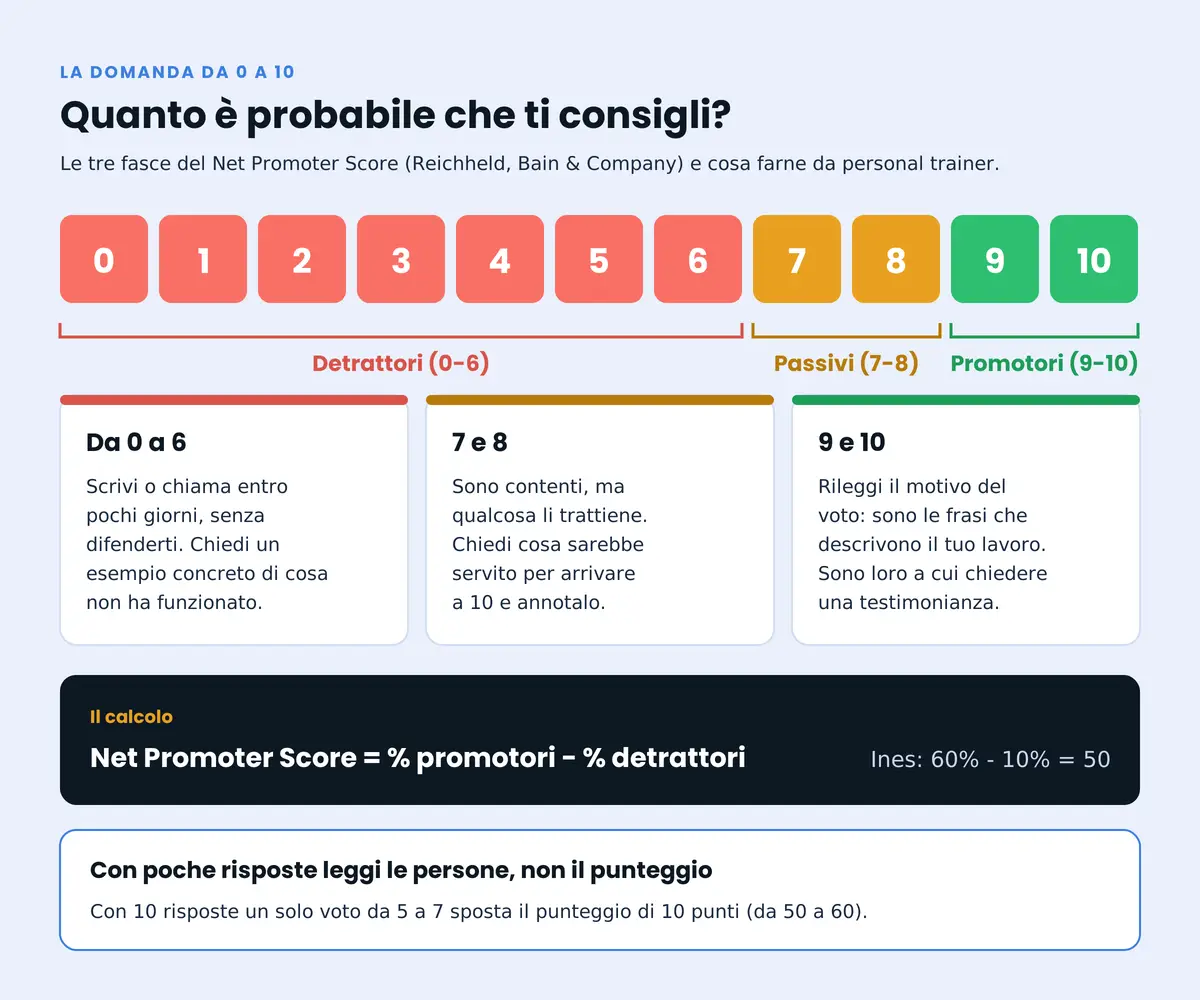 LA DOMANDA DA 0 A 10
Quanto è probabile che ti consigli?
Le tre fasce del Net Promoter Score (Reichheld, Bain & Company) e cosa farne da personal trainer.
0 1 2 3 4 5 6 7 8 9 10
Detrattori (0–6) Passivi (7–8) Promotori (9–10)
Da 0 a 6
Scrivi o chiama entro
pochi giorni, senza
difenderti. Chiedi un
esempio concreto di cosa
non ha funzionato.
7 e 8
Sono contenti, ma
qualcosa li trattiene.
Chiedi cosa sarebbe
servito per arrivare
a 10 e annotalo.
9 e 10
Rileggi il motivo del
voto: sono le frasi che
descrivono il tuo lavoro.
Sono loro a cui chiedere
una testimonianza.
Il calcolo
Net Promoter Score = % promotori – % detrattori
Ines: 60% - 10% = 50
Con poche risposte leggi le persone, non il punteggio
Con 10 risposte un solo voto da 5 a 7 sposta il punteggio di 10 punti (da 50 a 60).